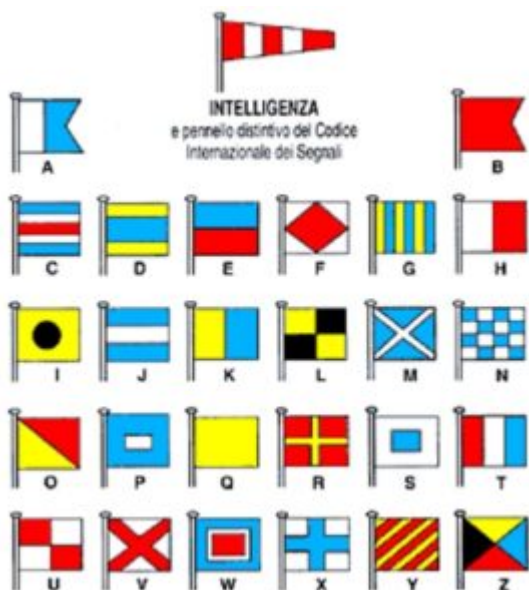 INTELLIGENZA
e pennello distintivo del Codice
Internazionale dei Segnali
A B
C D E F G H
I J K L M N
O P Q R S T
U V W X Y Z